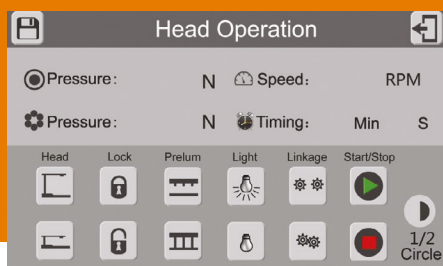 Head Operation
Pressure: N Speed: RPM
Pressure: N Timing: Min S
Head Lock Prelum Light Linkage Start/Stop
1/2
Circle